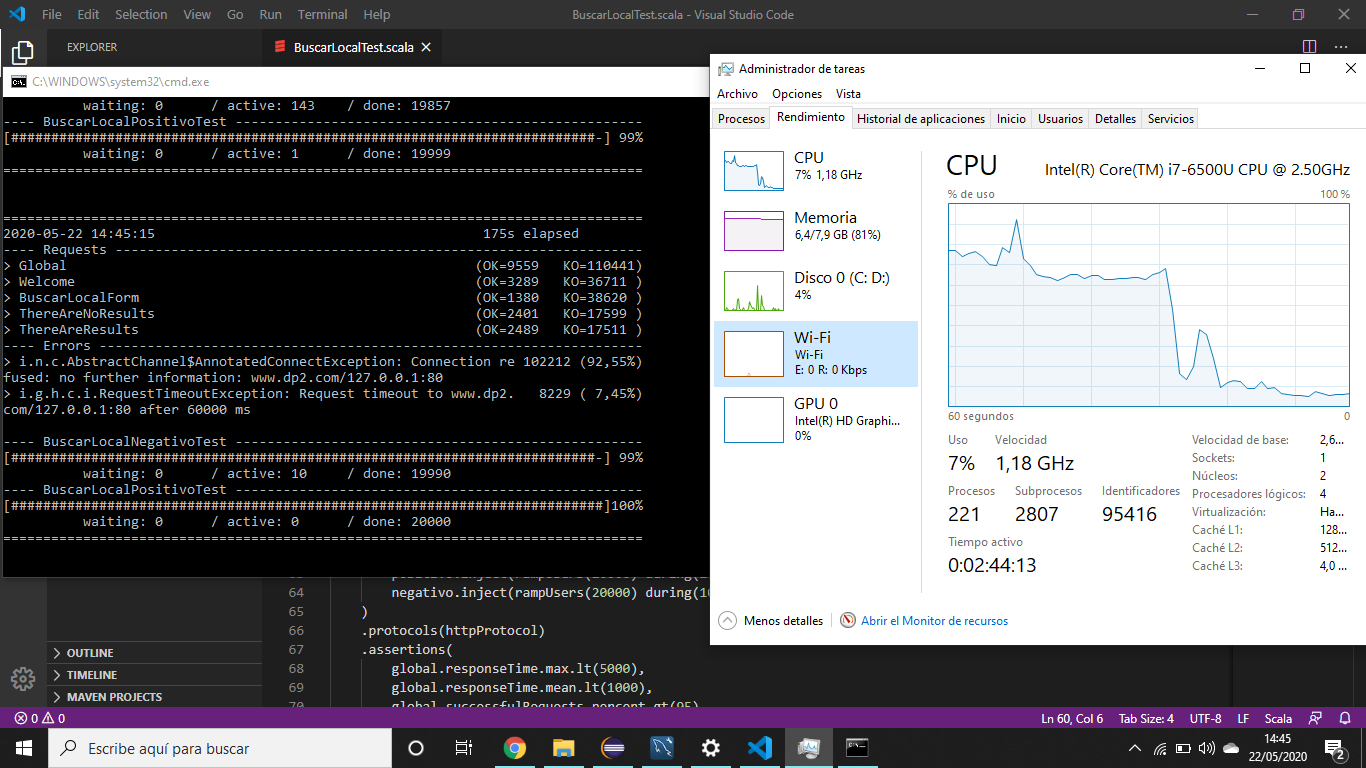 File Edit Selection View Go Run Terminal Help BuscarLocalTest.scala - Visual Studio Code
EXPLORER
BuscarLocalTest.scala
C:\WINDOWS\system32\cmd.exe
waiting: 0 / active: 143 / done: 19857
---- BuscarLocalPositivoTest ---------------------------------------------------
[##########################################################################-] 99%
waiting: 0 / active: 1 / done: 19999
================================================================================
================================================================================
2020-05-22 14:45:15 175s elapsed
---- Requests ------------------------------------------------------------------
> Global (OK=9559 KO=110441)
> Welcome (OK=3289 KO=36711 )
> BuscarLocalForm (OK=1380 KO=38620 )
> ThereAreNoResults (OK=2401 KO=17599 )
> ThereAreResults (OK=2489 KO=17511 )
---- Errors --------------------------------------------------------------------
> i.n.c.AbstractChannel$AnnotatedConnectException: Connection re 102212 (92,55%)
fused: no further information: www.dp2.com/127.0.0.1:80
> i.g.h.c.i.RequestTimeoutException: Request timeout to www.dp2. 8229 ( 7,45%)
com/127.0.0.1:80 after 60000 ms
---- BuscarLocalNegativoTest ---------------------------------------------------
[##########################################################################-] 99%
waiting: 0 / active: 10 / done: 19990
---- BuscarLocalPositivoTest ---------------------------------------------------
[###########################################################################]100%
waiting: 0 / active: 0 / done: 20000
================================================================================
64 negativo.inject(rampUsers(20000) during(10
65 )
66 .protocols(httpProtocol)
67 .assertions(
68 global.responseTime.max.lt(5000),
69 global.responseTime.mean.lt(1000),
70 global.successfulRequests.percent.gt(95)
OUTLINE
TIMELINE
MAVEN PROJECTS
0 0
Ln 60, Col 6 Tab Size: 4 UTF-8 LF Scala
Administrador de tareas
Archivo Opciones Vista
Procesos Rendimiento Historial de aplicaciones Inicio Usuarios Detalles Servicios
CPU
7% 1,18 GHz
Memoria
6,4/7,9 GB (81%)
Disco 0 (C: D:)
4%
Wi-Fi
Wi-Fi
E: 0 R: 0 Kbps
GPU 0
Intel(R) HD Graphi...
0%
CPU Intel(R) Core(TM) i7-6500U CPU @ 2.50GHz
% de uso 100 %
60 segundos 0
Uso Velocidad
7% 1,18 GHz
Procesos Subprocesos Identificadores
221 2807 95416
Tiempo activo
0:02:44:13
Velocidad de base: 2,6...
Sockets: 1
Núcleos: 2
Procesadores lógicos: 4
Virtualización: Ha...
Caché L1: 128...
Caché L2: 512...
Caché L3: 4,0 ...
Menos detalles Abrir el Monitor de recursos
Escribe aquí para buscar
14:45
22/05/2020
2